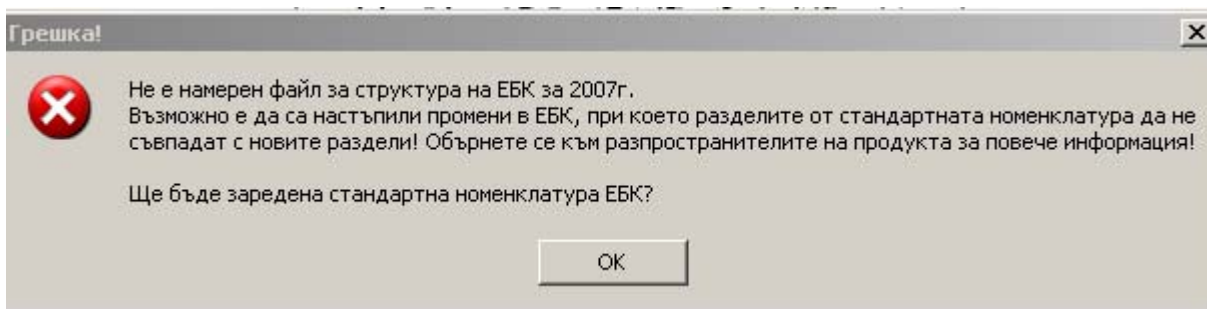 Грешка!
Не е намерен файл за структура на ЕБК за 2007г.
Възможно е да са настъпили промени в ЕБК, при което разделите от стандартната номенклатура да не
съвпадат с новите раздели! Обърнете се към разпространителите на продукта за повече информация!
Ще бъде заредена стандартна номенклатура ЕБК?
OK